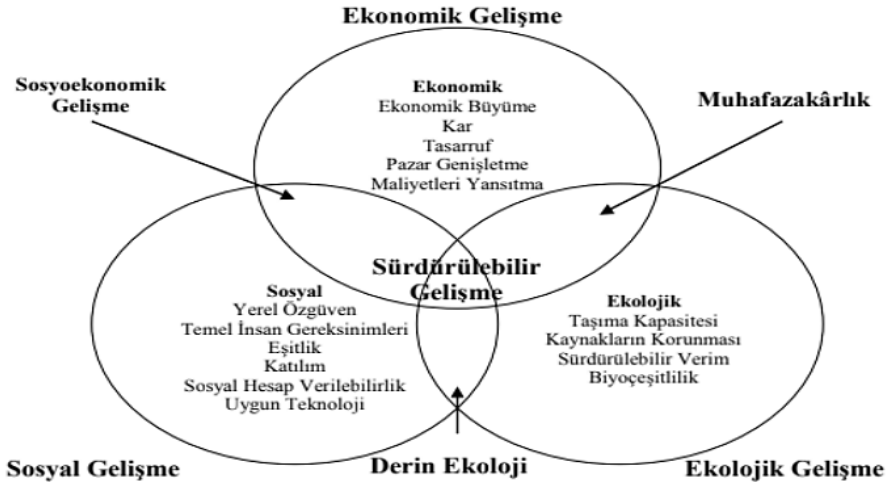 Ekonomik Gelişme
Sosyoekonomik
Gelişme
Ekonomik
Ekonomik Büyüme
Kar
Tasarruf
Pazar Genişletme
Maliyetleri Yansıtma
Muhafazakârlık
Sürdürülebilir
Gelişme
Sosyal
Yerel Özgüven
Temel İnsan Gereksinimleri
Eşitlik
Katılım
Sosyal Hesap Verilebilirlik
Uygun Teknoloji
Ekolojik
Taşıma Kapasitesi
Kaynakların Korunması
Sürdürülebilir Verim
Biyoçeşitlilik
Sosyal Gelişme
Derin Ekoloji
Ekolojik Gelişme